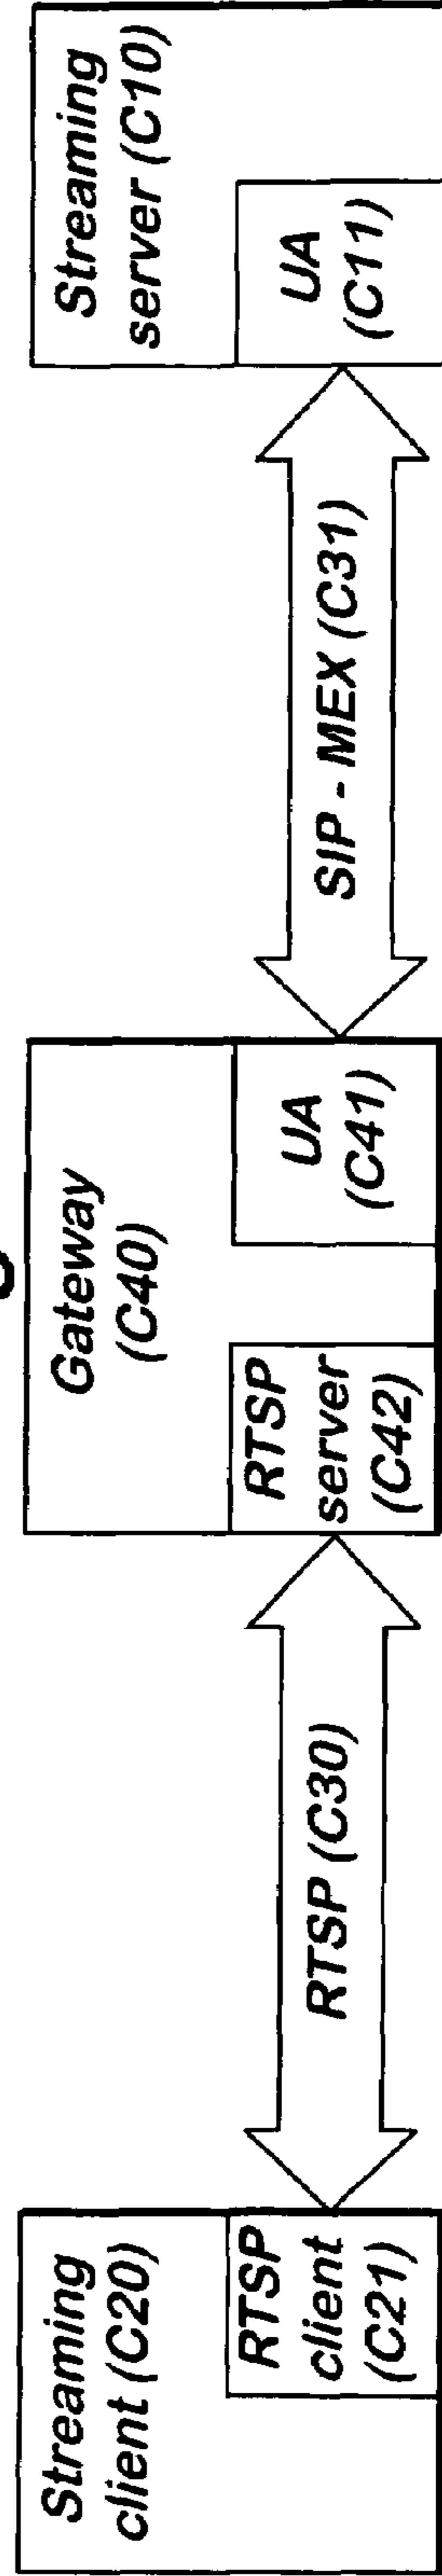 Streaming
client (C20)
RTSP
client
(C21)
RTSP (C30)
Gateway
(C40)
RTSP
server
(C42)
UA
(C41)
SIP - MEX (C31)
Streaming
server (C10)
UA
(C11)